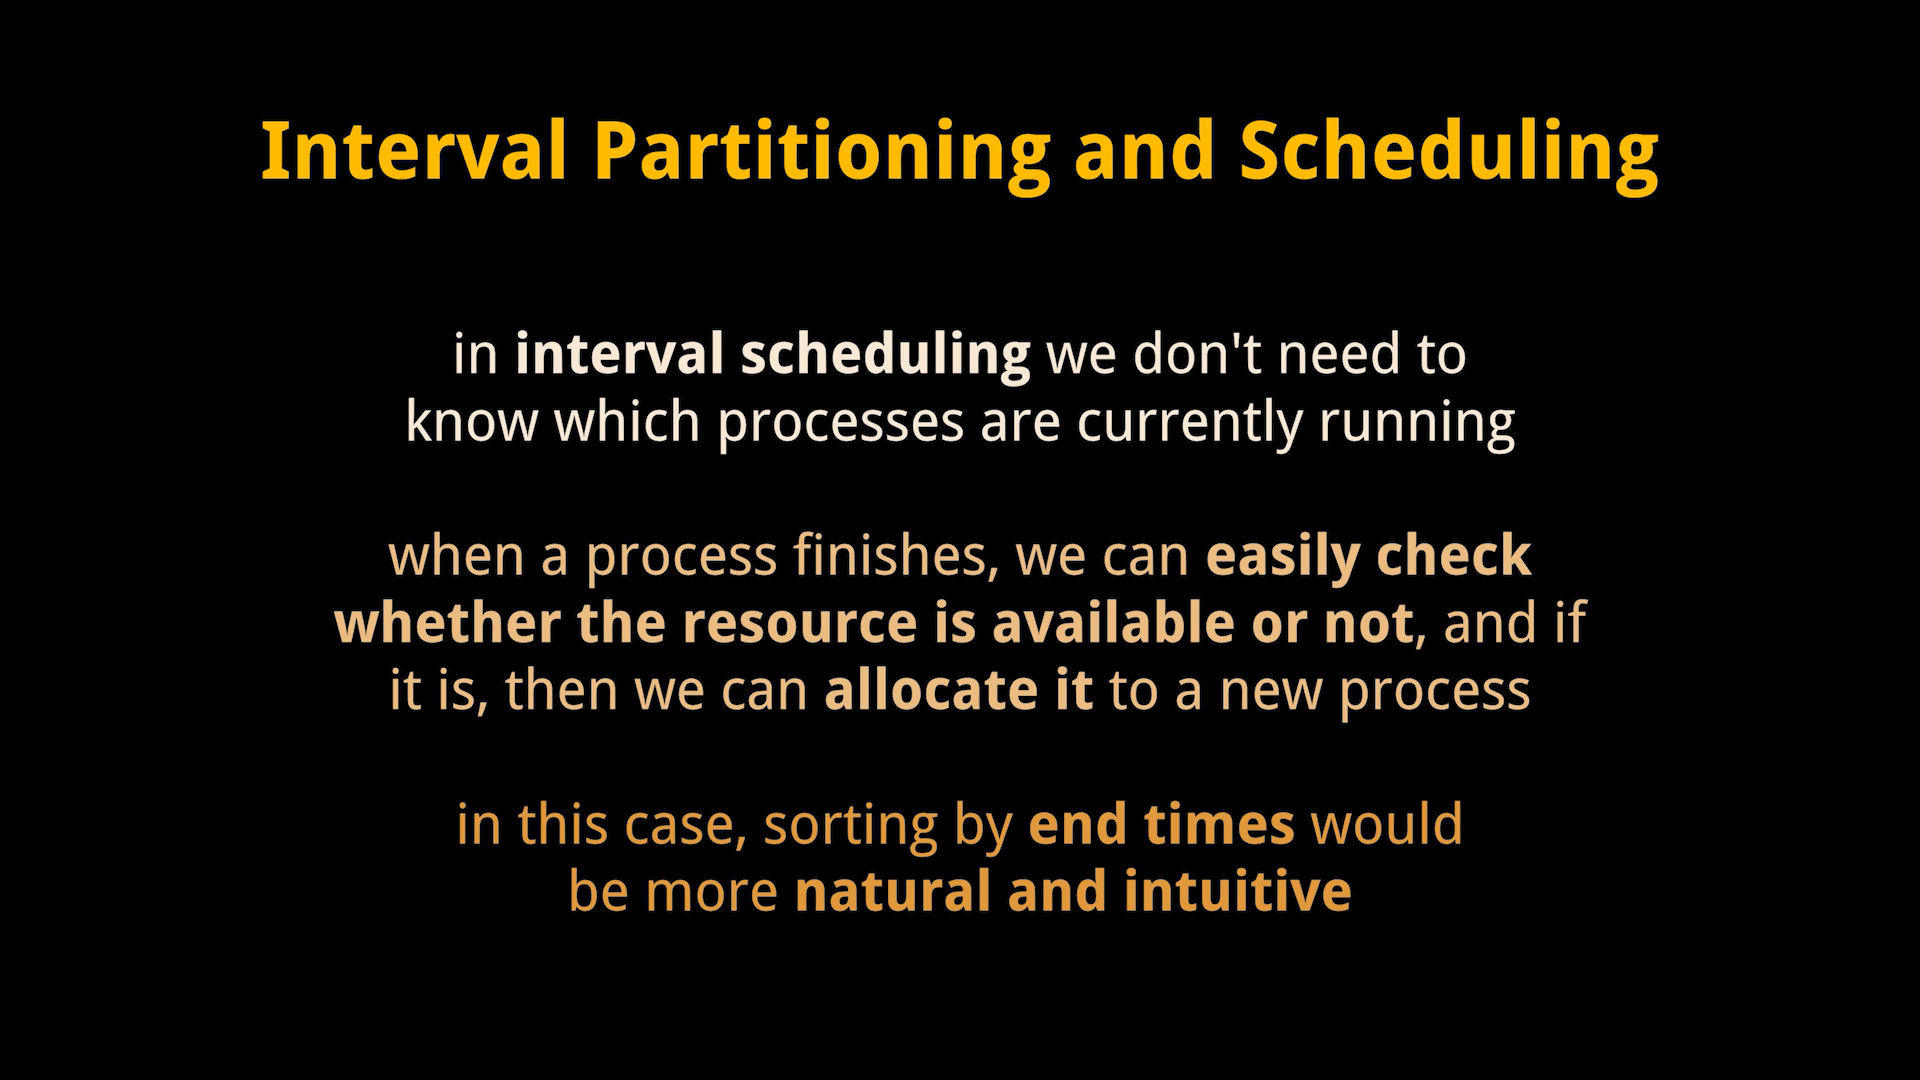 Interval Partitioning and Scheduling
in interval scheduling we don't need to
know which processes are currently running
when a process finishes, we can easily check
whether the resource is available or not, and if
it is, then we can allocate it to a new process
in this case, sorting by end times would
be more natural and intuitive